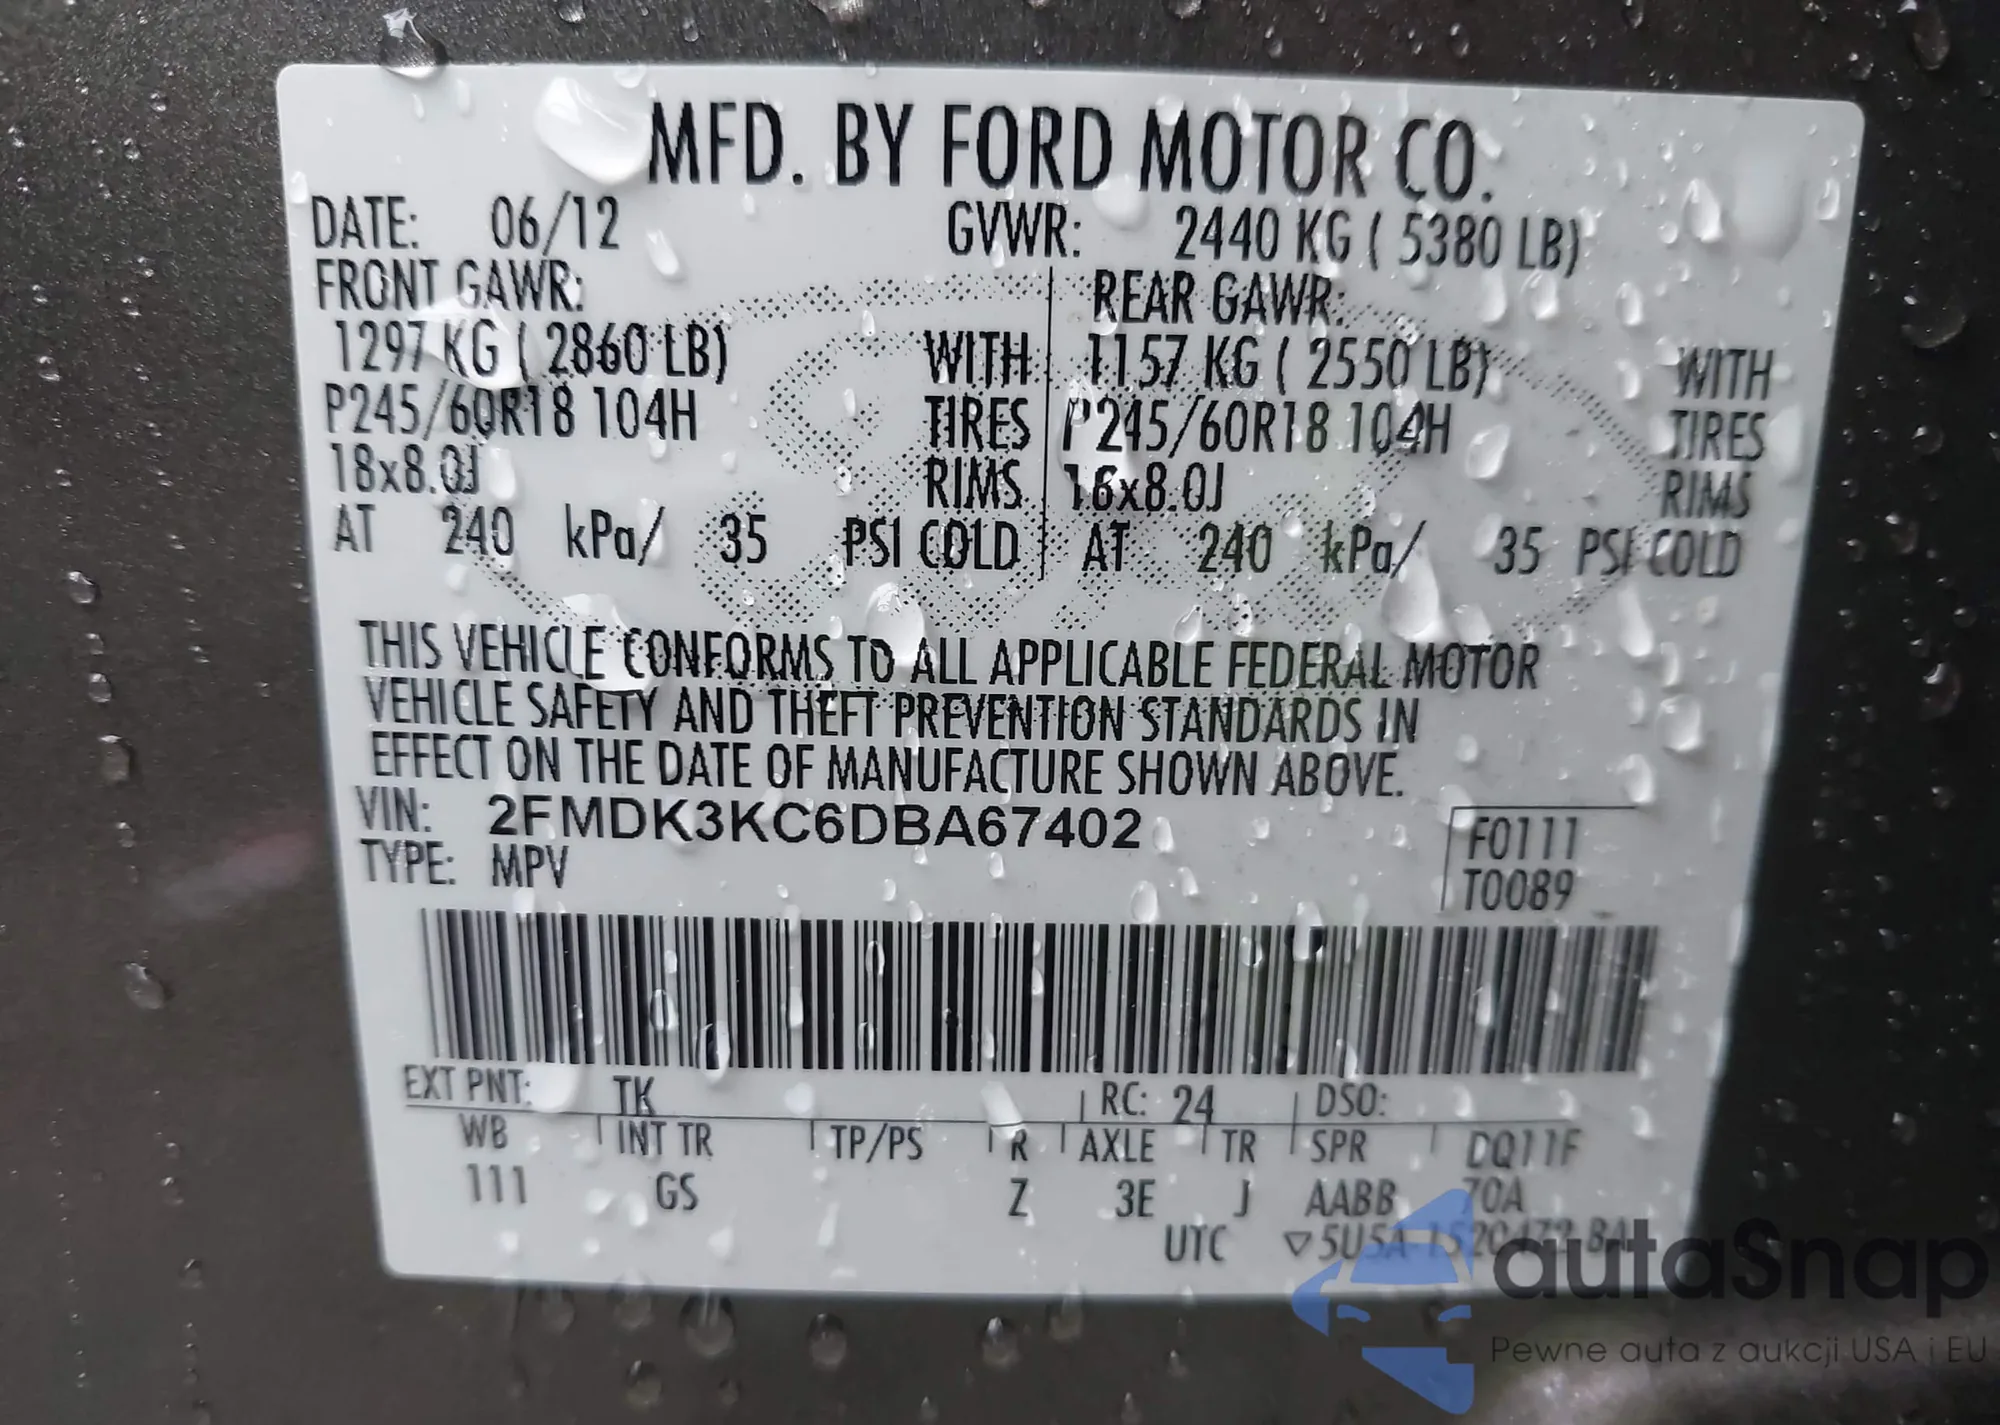 MFD. BY FORD MOTOR CO.
DATE: 06/12 GVWR: 2440 KG ( 5380 LB)
FRONT GAWR: REAR GAWR:
1297 KG ( 2860 LB) WITH 1157 KG ( 2550 LB) WITH
P245/60R18 104H TIRES P245/60R18 104H TIRES
18x8.0J RIMS 18x8.0J RIMS
AT 240 kPa/ 35 PSI COLD AT 240 kPa/ 35 PSI COLD
THIS VEHICLE CONFORMS TO ALL APPLICABLE FEDERAL MOTOR
VEHICLE SAFETY AND THEFT PREVENTION STANDARDS IN
EFFECT ON THE DATE OF MANUFACTURE SHOWN ABOVE.
VIN: 2FMDK3KC6DBA67402
TYPE: MPV
F0111
T0089
EXT PNT: TK RC: 24 DSO:
WB INT TR TP/PS R AXLE TR SPR DQ11F
111 GS Z 3E J AABB 70A
UTC ▽5U5A-1520472-BA
autaSnap
Pewne auta z aukcji USA i EU